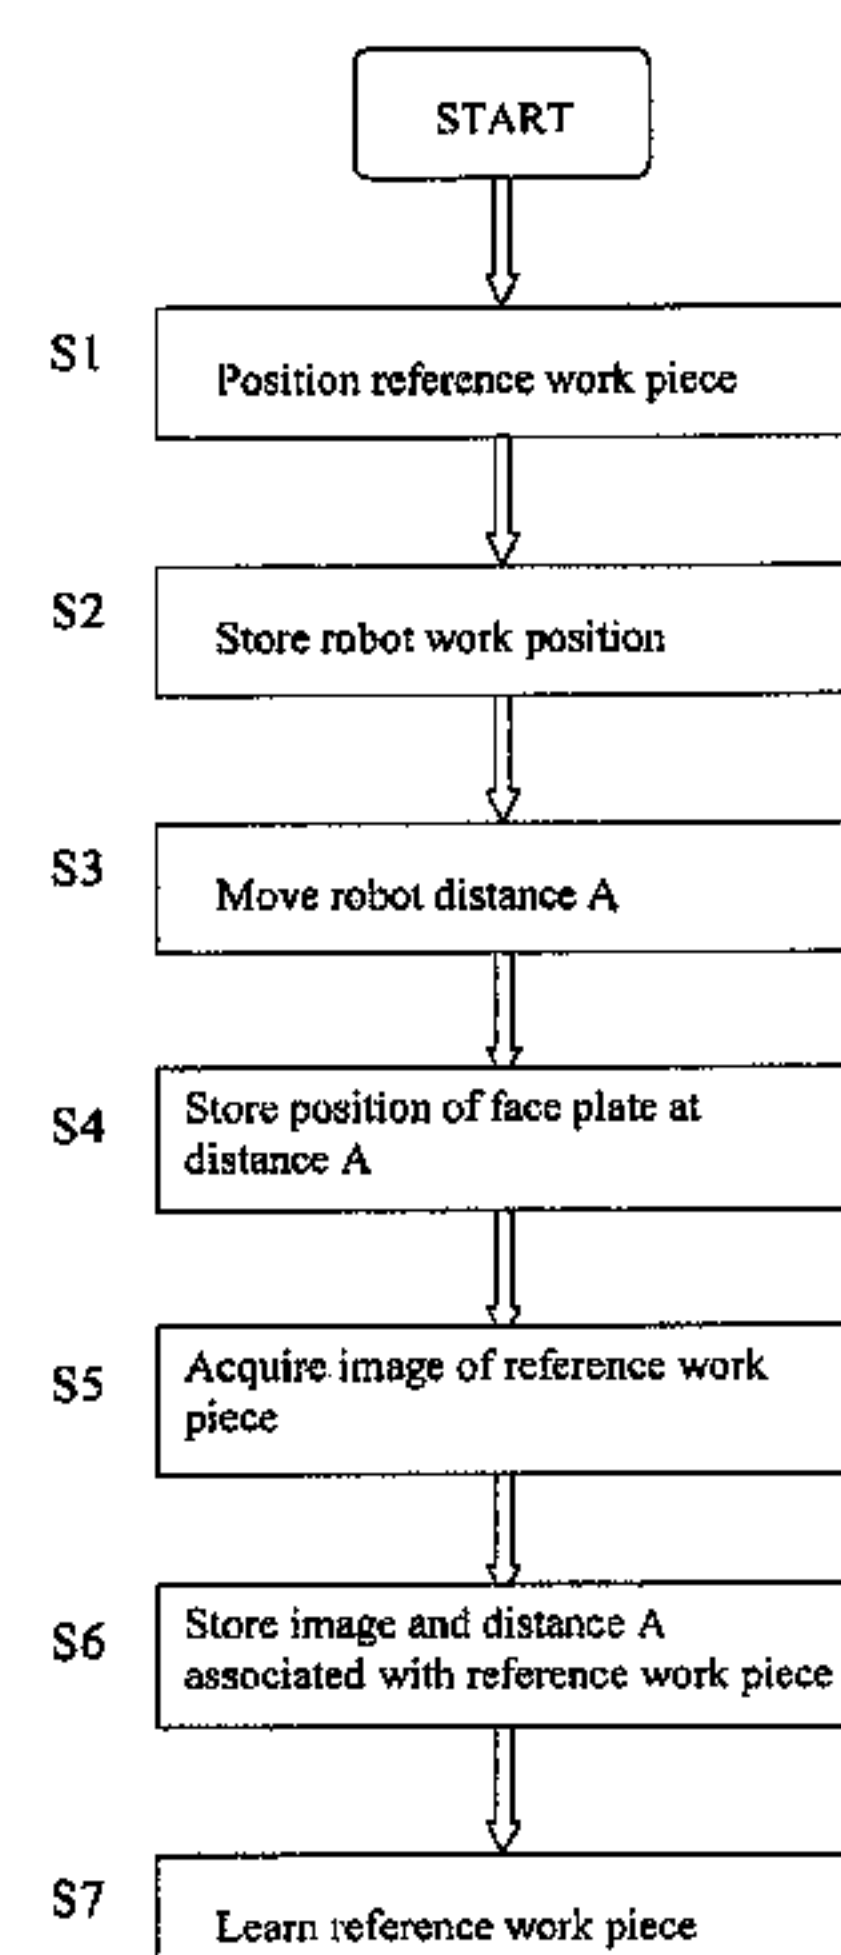 START
S1
Position reference work piece
S2
Store robot work position
S3
Move robot distance A
S4
Store position of face plate at
distance A
S5
Acquire image of reference work
piece
S6
Store image and distance A
associated with reference work piece
S7
Learn reference work piece